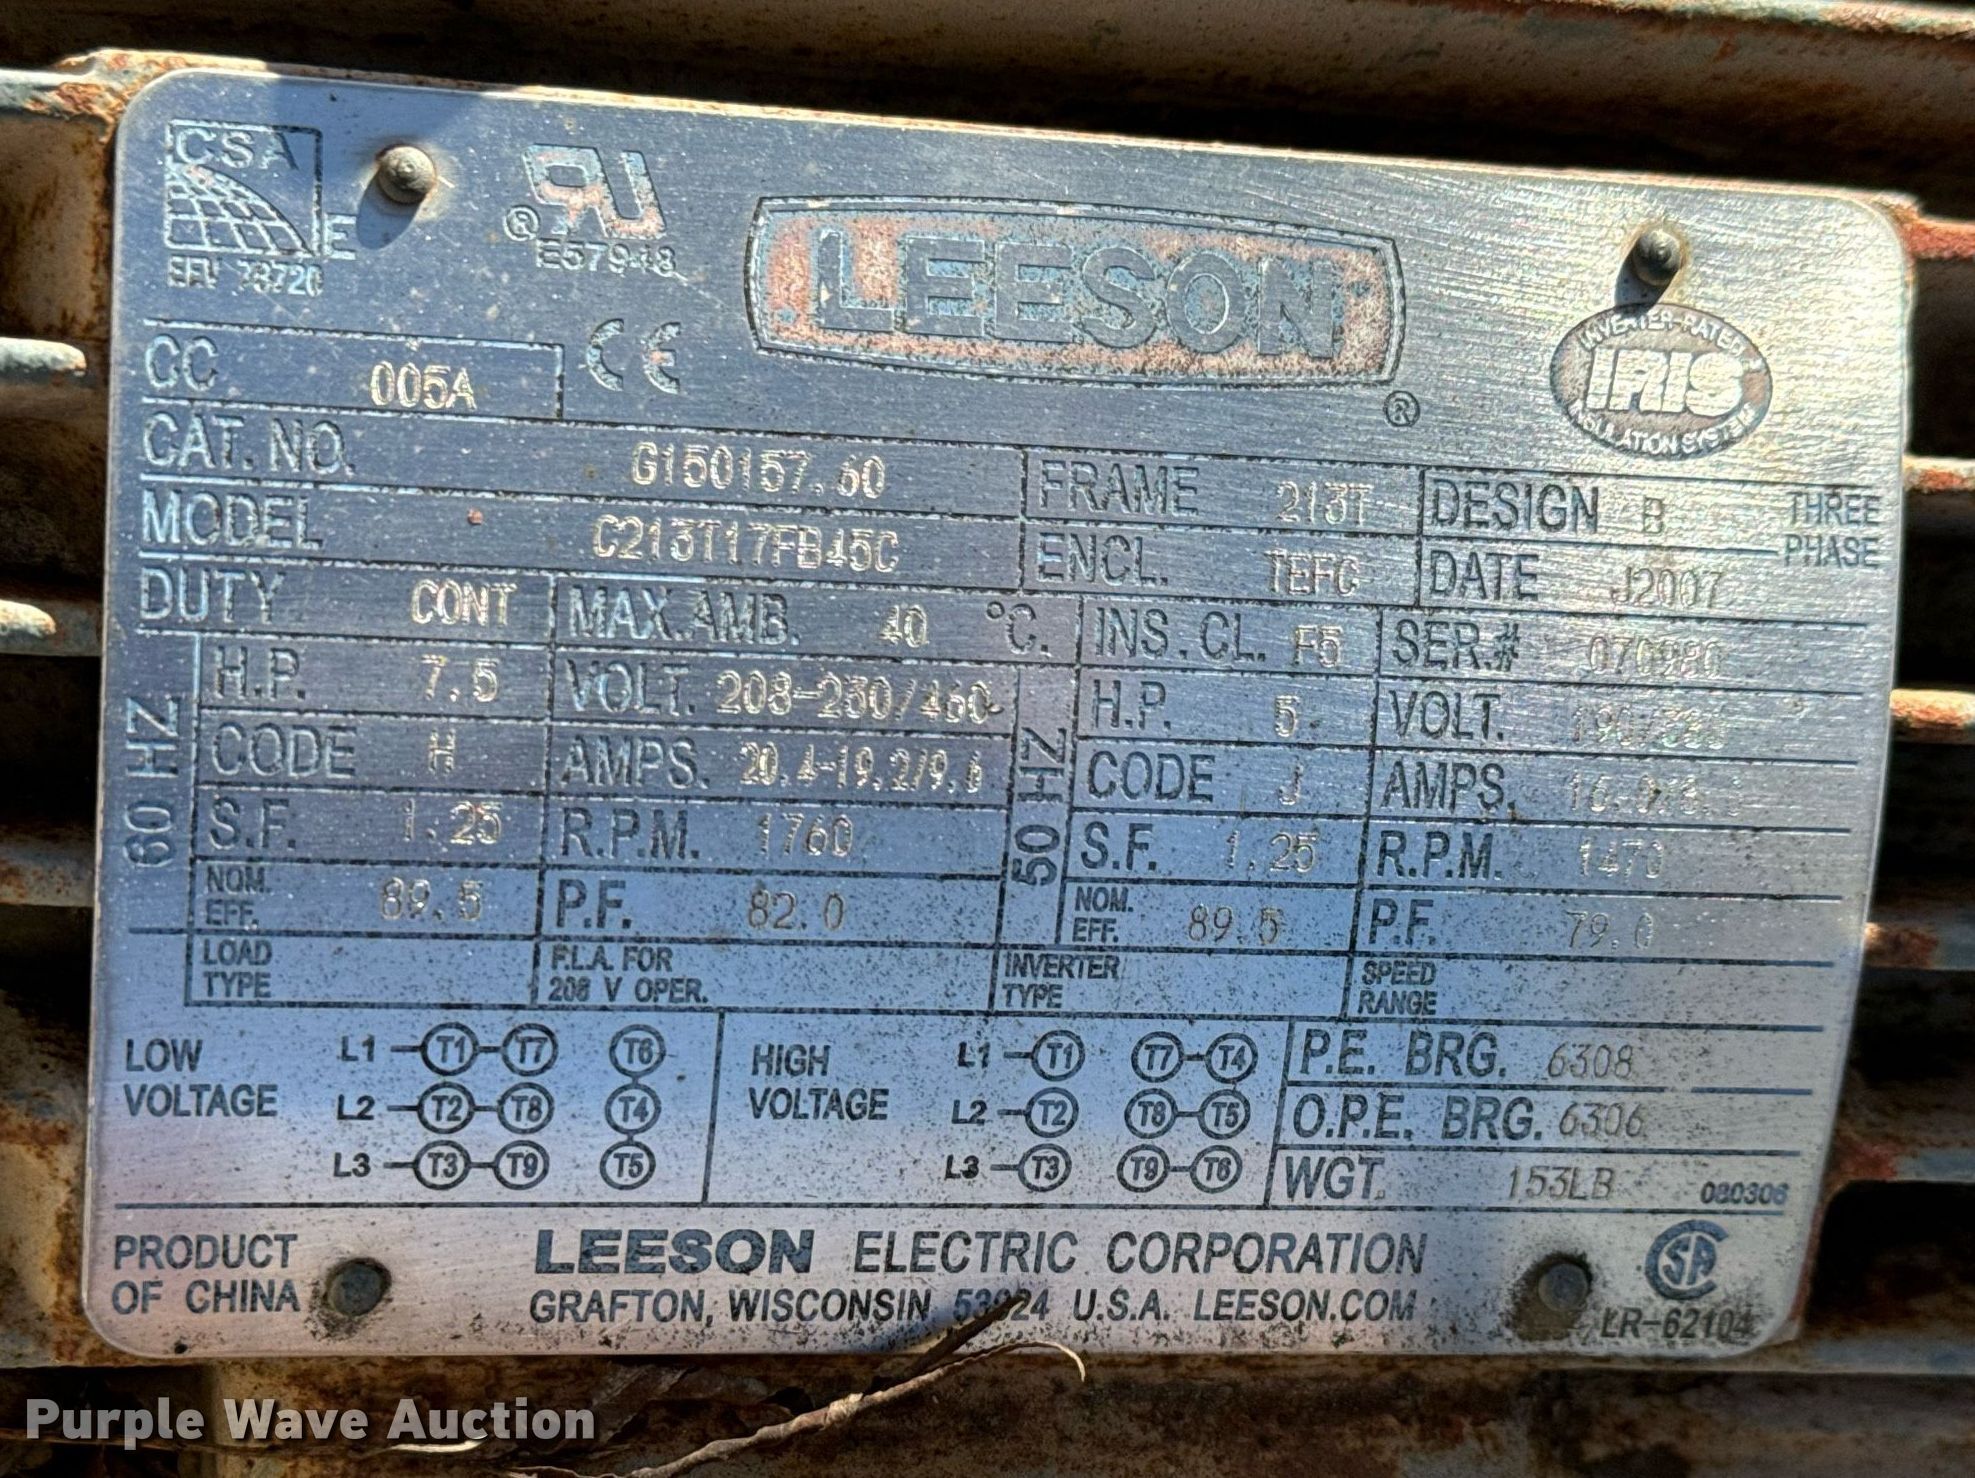 CSA
E
EEV 78720
® RU
E57948
CE
LEESON ®
INVERTER-RATED
IRIS
INSULATION SYSTEM
CC 005A
CAT. NO. G150157.60 FRAME 213T DESIGN B THREE PHASE
MODEL C213T17FB45C ENCL. TEFC DATE J2007
DUTY CONT MAX.AMB. 40 °C. INS. CL. F5 SER.#
60 HZ
H.P. 7.5 VOLT. 208-230/460
CODE H AMPS. 20.4-19.2/9.6
S.F. 1.25 R.P.M. 1760
NOM. EFF. 89.5 P.F. 82.0
50 HZ
H.P. 5 VOLT. 190/380
CODE J AMPS.
S.F. 1.25 R.P.M. 1470
NOM. EFF. 89.5 P.F. 79.0
LOAD TYPE
F.L.A. FOR 208 V OPER.
INVERTER TYPE
SPEED RANGE
LOW VOLTAGE
L1 T1 T7 T6
L2 T2 T8 T4
L3 T3 T9 T5
HIGH VOLTAGE
L1 T1 T7 T4
L2 T2 T8 T5
L3 T3 T9 T6
P.E. BRG. 6308
O.P.E. BRG. 6306
WGT. 153LB
080306
PRODUCT OF CHINA
LEESON ELECTRIC CORPORATION
GRAFTON, WISCONSIN 53024 U.S.A. LEESON.COM
SA
LR-62104
Purple Wave Auction